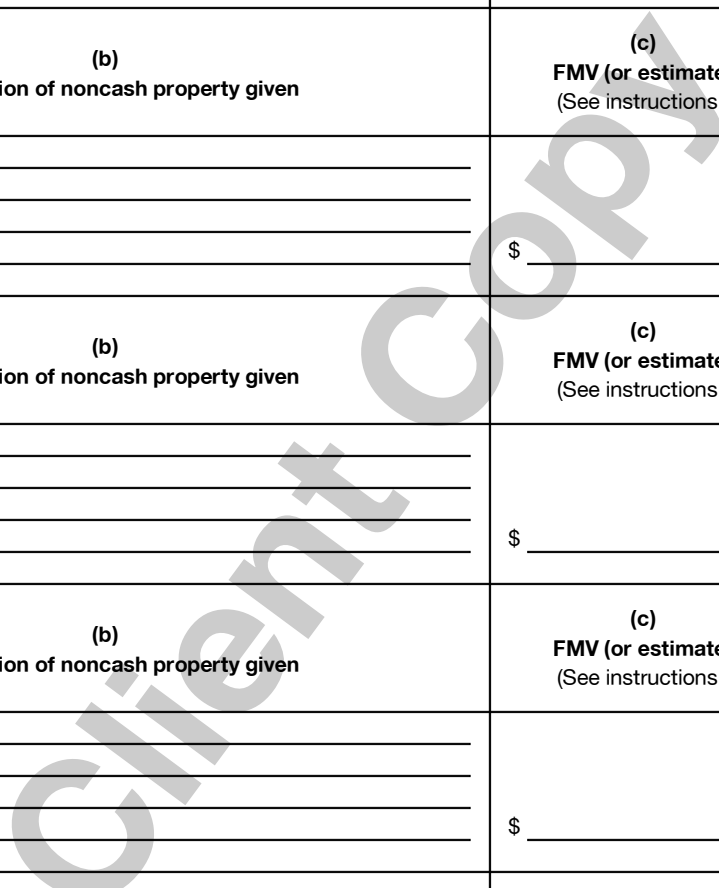 (b)
(c)
ion of noncash property given
FMV (or estimate
(See instructions
$
(b)
(c)
ion of noncash property given
FMV (or estimate
(See instructions
$
(b)
(c)
ion of noncash property given
FMV (or estimate
(See instructions
$
Client Copy